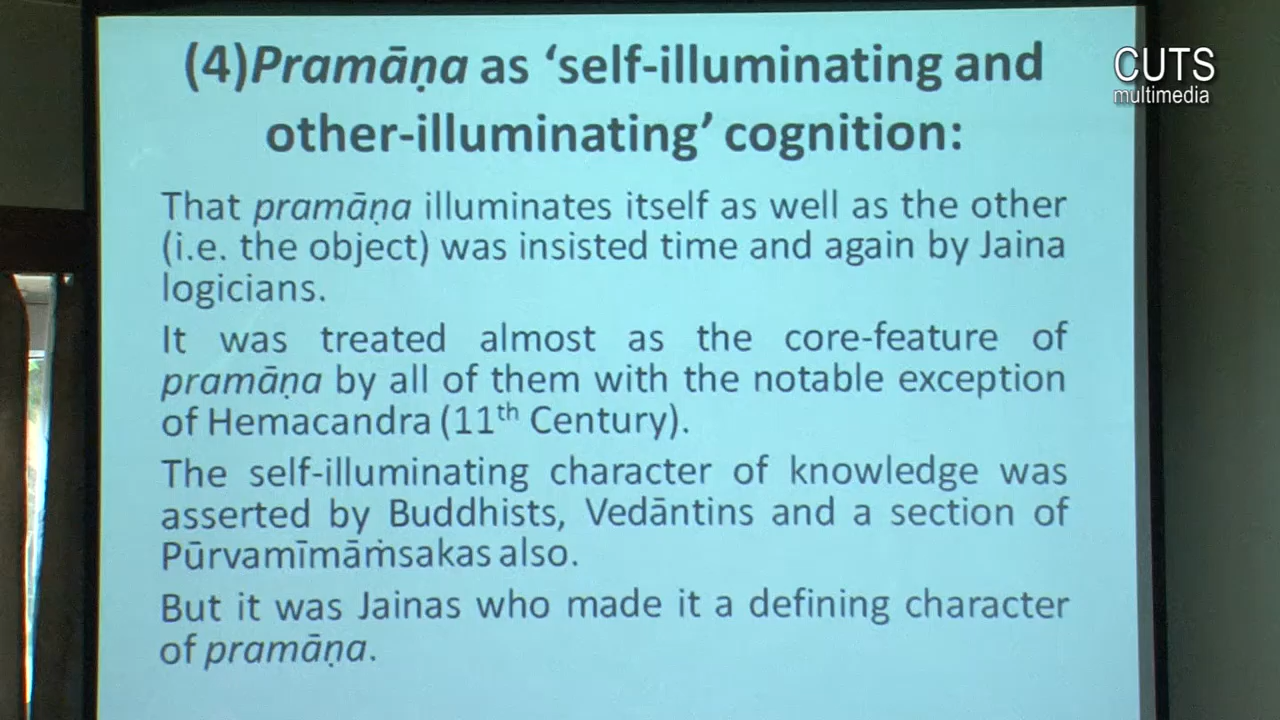 (4)Pramāṇa as ‘self-illuminating and
other-illuminating’ cognition:
CUTS
multimedia
That pramāṇa illuminates itself as well as the other
(i.e. the object) was insisted time and again by Jaina
logicians.
It was treated almost as the core-feature of
pramāṇa by all of them with the notable exception
of Hemacandra (11th Century).
The self-illuminating character of knowledge was
asserted by Buddhists, Vedāntins and a section of
Pūrvamīmāṁsakas also.
But it was Jainas who made it a defining character
of pramāṇa.